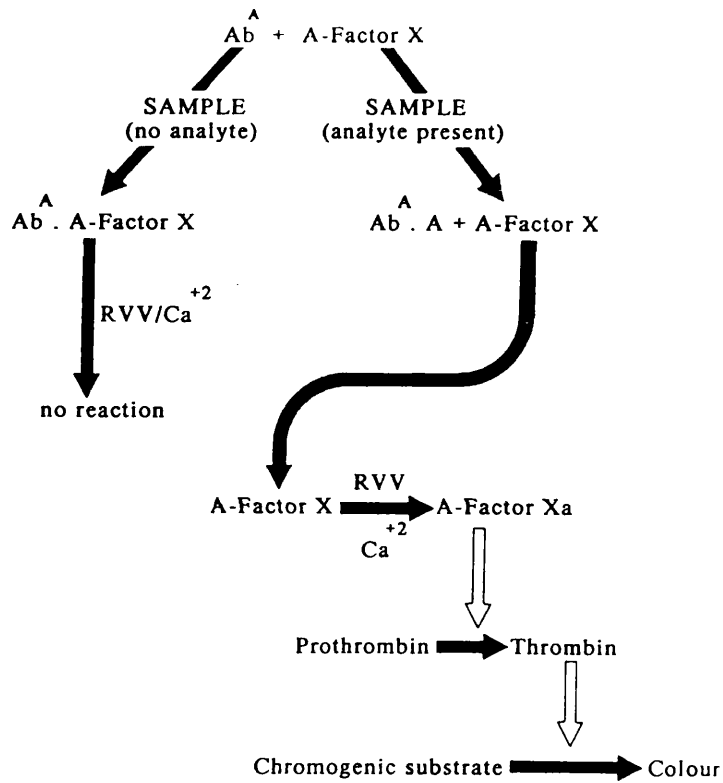 Ab^A + A-Factor X
SAMPLE
(no analyte)
SAMPLE
(analyte present)
Ab^A . A-Factor X
Ab^A . A + A-Factor X
RVV/Ca^+2
no reaction
A-Factor X
RVV
Ca^+2
A-Factor Xa
Prothrombin
Thrombin
Chromogenic substrate
Colour